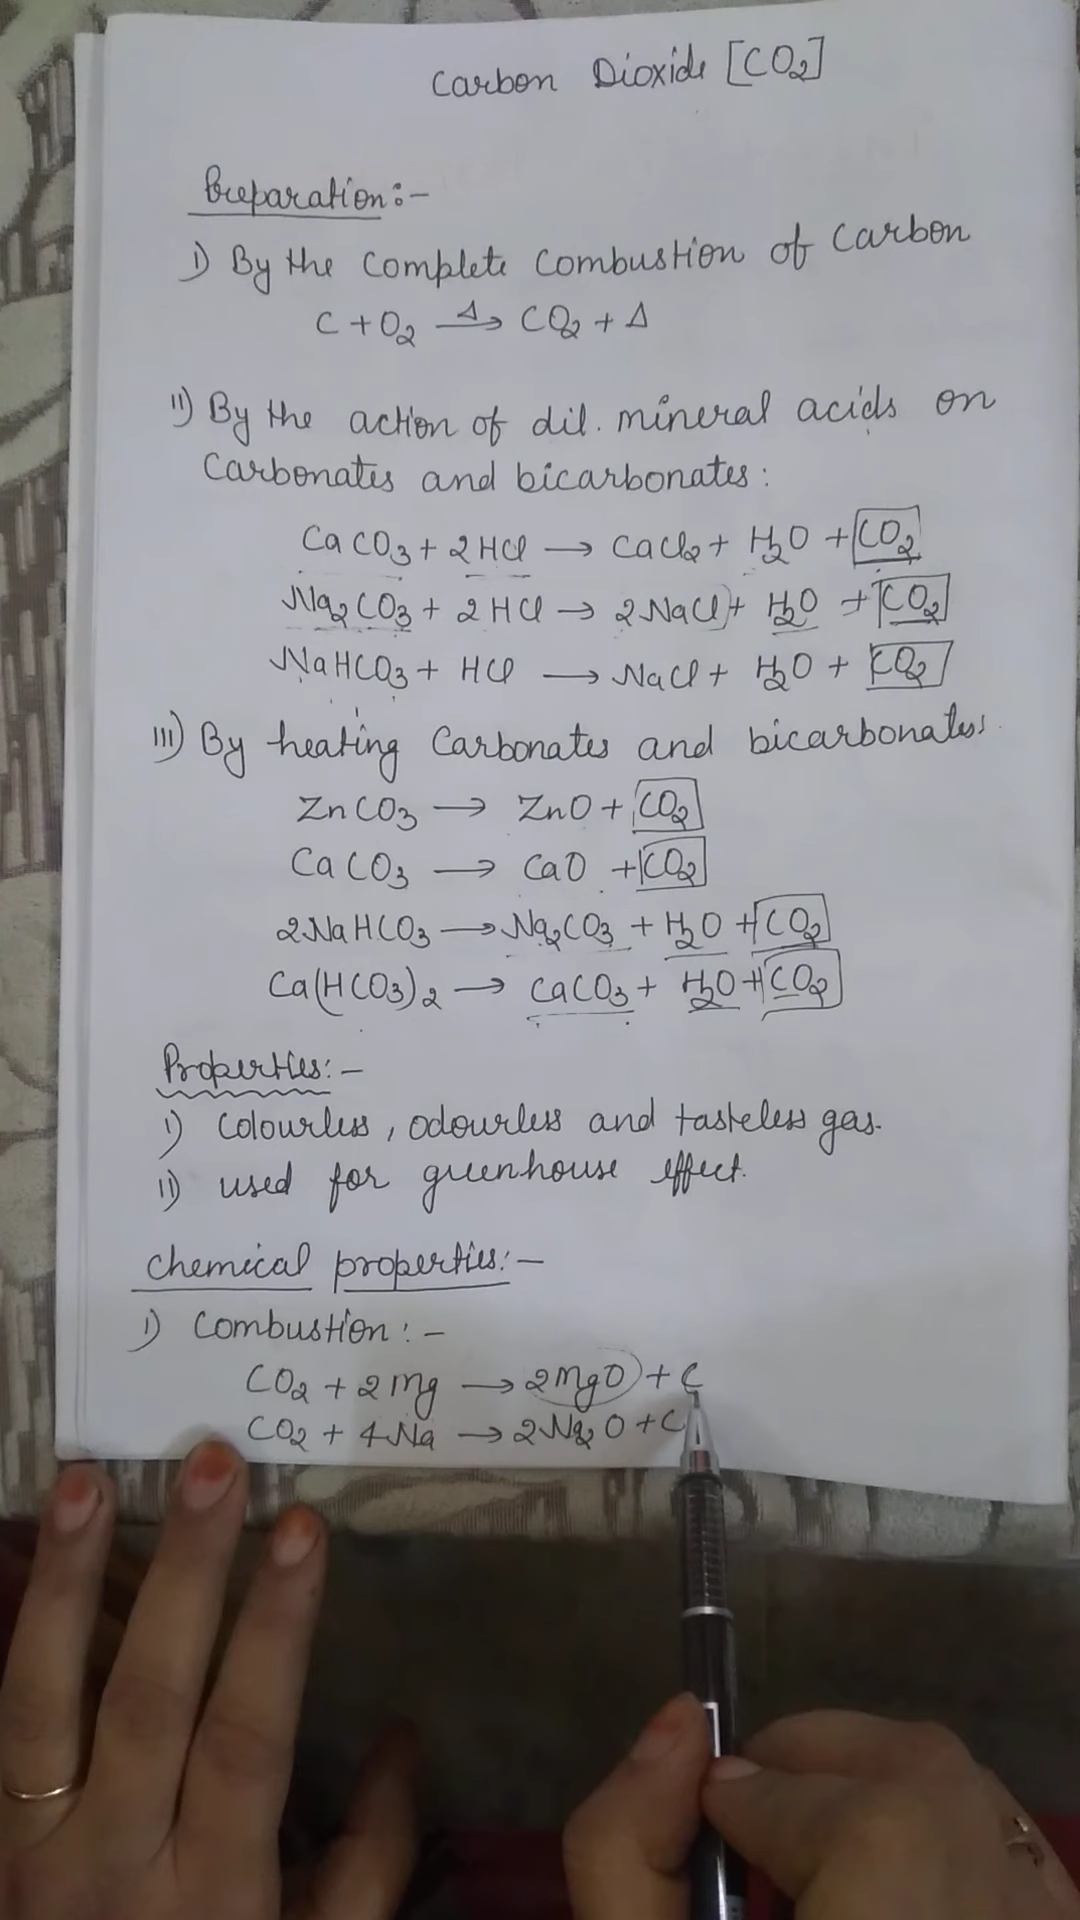 Carbon Dioxide [CO₂]
Preparation:-
i) By the complete combustion of carbon
C + O₂ —Δ→ CO₂ + Δ
ii) By the action of dil. mineral acids on
carbonates and bicarbonates:
CaCO₃ + 2HCl → CaCl₂ + H₂O + CO₂
Na₂CO₃ + 2HCl → 2NaCl + H₂O + CO₂
NaHCO₃ + HCl → NaCl + H₂O + CO₂
iii) By heating Carbonates and bicarbonates:
ZnCO₃ → ZnO + CO₂
CaCO₃ → CaO + CO₂
2NaHCO₃ → Na₂CO₃ + H₂O + CO₂
Ca(HCO₃)₂ → CaCO₃ + H₂O + CO₂
Properties:-
i) Colourless, odourless and tasteless gas.
ii) used for greenhouse effect.
Chemical properties:-
i) Combustion:-
CO₂ + 2Mg → 2MgO + C
CO₂ + 4Na → 2Na₂O + C